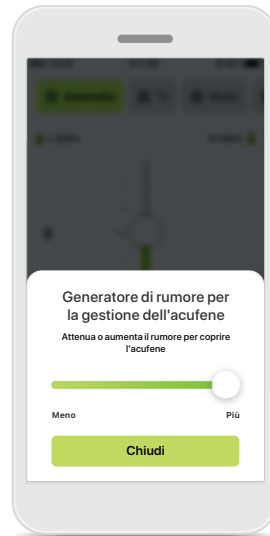 Generatore di rumore per
la gestione dell'acufene
Attenua o aumenta il rumore per coprire
l'acufene
Meno
Più
Chiudi